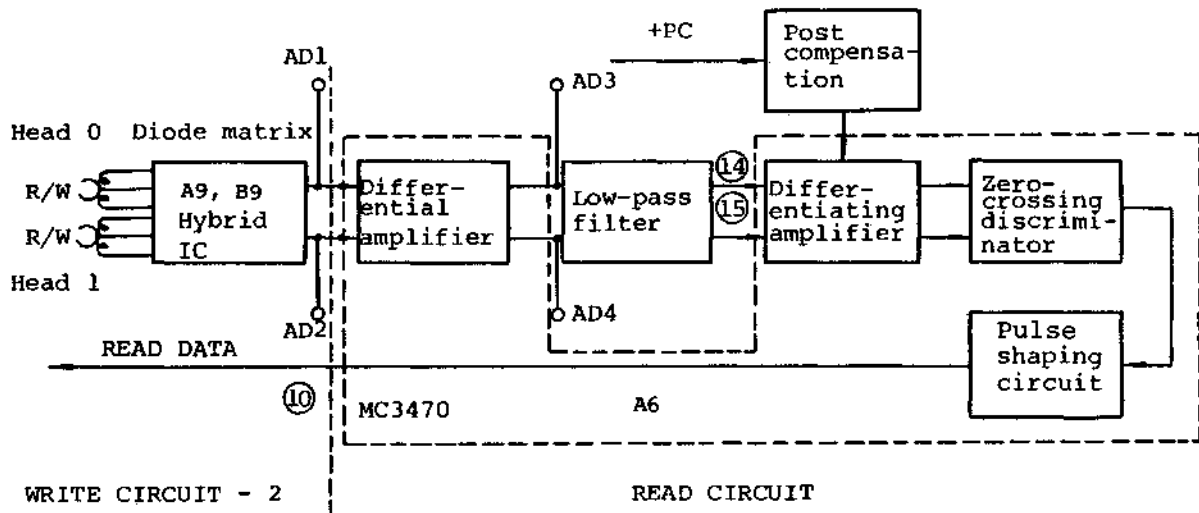 +PC
Post
compensa-
tion
AD1
AD3
Head 0 Diode matrix
R/W
R/W
Head 1
A9, B9
Hybrid
IC
Differ-
ential
amplifier
Low-pass
filter
⑭
⑮
Differ-
entiating
amplifier
Zero-
crossing
discrimi-
nator
AD2
AD4
READ DATA
⑩
Pulse
shaping
circuit
MC3470
A6
WRITE CIRCUIT - 2
READ CIRCUIT